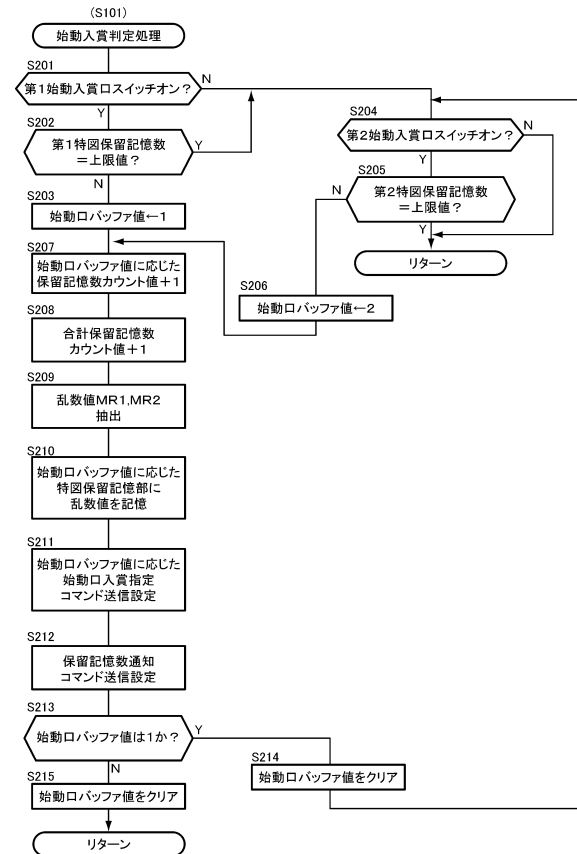 (S101)
始動入賞判定処理
S201
第1始動入賞口スイッチオン?
N
Y
S202
第1特図保留記憶数
=上限値?
Y
N
S203
始動口バッファ値←1
S204
第2始動入賞口スイッチオン?
N
Y
S205
第2特図保留記憶数
=上限値?
N
Y
リターン
S206
始動口バッファ値←2
S207
始動口バッファ値に応じた
保留記憶数カウント値+1
S208
合計保留記憶数
カウント値+1
S209
乱数値MR1,MR2
抽出
S210
始動口バッファ値に応じた
特図保留記憶部に
乱数値を記憶
S211
始動口バッファ値に応じた
始動口入賞指定
コマンド送信設定
S212
保留記憶数通知
コマンド送信設定
S213
始動口バッファ値は1か?
Y
N
S214
始動口バッファ値をクリア
S215
始動口バッファ値をクリア
リターン